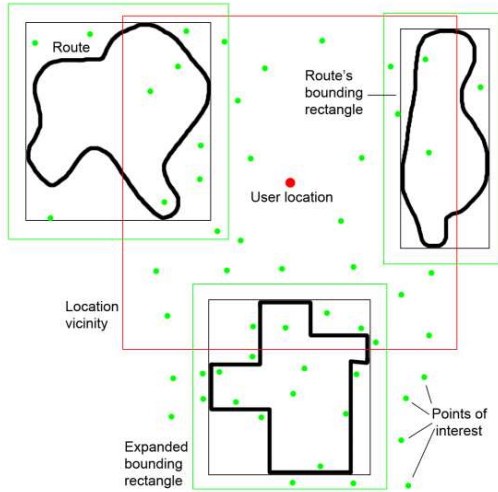 Route
Route's
bounding
rectangle
User location
Location
vicinity
Expanded
bounding
rectangle
Points of
interest